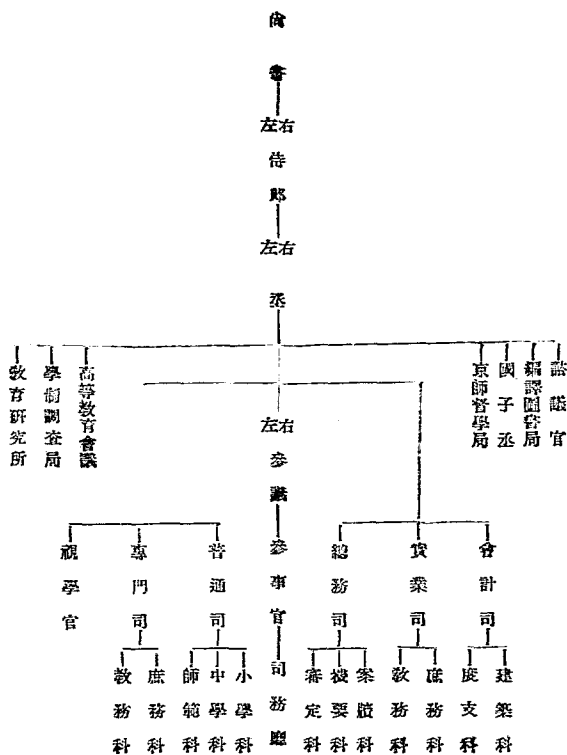 尙書
左右
侍郎
左右
丞
諮議官
編譯圖書局
國子丞
京師督學局
高等教育會議
學制調查局
教育研究所
左右
參議
參事官
司務廳
會計司
實業司
總務司
普通司
專門司
視學官
建築科
度支科
庶務科
教務科
案牘科
機要科
審定科
小學科
中學科
師範科
庶務科
教務科